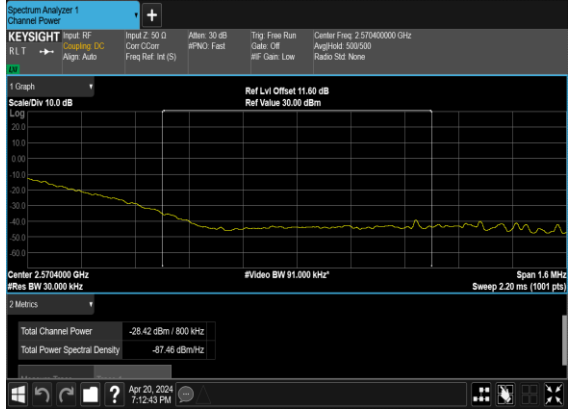 Spectrum Analyzer 1
Channel Power
+
KEYSIGHT Input: RF Input Z: 50 Ω Atten: 30 dB Trig: Free Run Center Freq: 2.570400000 GHz
RLT Coupling: DC Corr CCorr #PNO: Fast Gate: Off Avg|Hold: 500/500
Align: Auto Freq Ref: Int (S) #IF Gain: Low Radio Std: None
1 Graph
Ref Lvl Offset 11.60 dB
Scale/Div 10.0 dB Ref Value 30.00 dBm
Log
20.0
10.0
0.00
-10.0
-20.0
-30.0
-40.0
-50.0
-60.0
Center 2.5704000 GHz #Video BW 91.000 kHz* Span 1.6 MHz
#Res BW 30.000 kHz Sweep 2.20 ms (1001 pts)
2 Metrics
Total Channel Power -28.42 dBm / 800 kHz
Total Power Spectral Density -87.46 dBm/Hz
? Apr 20, 2024
7:12:43 PM